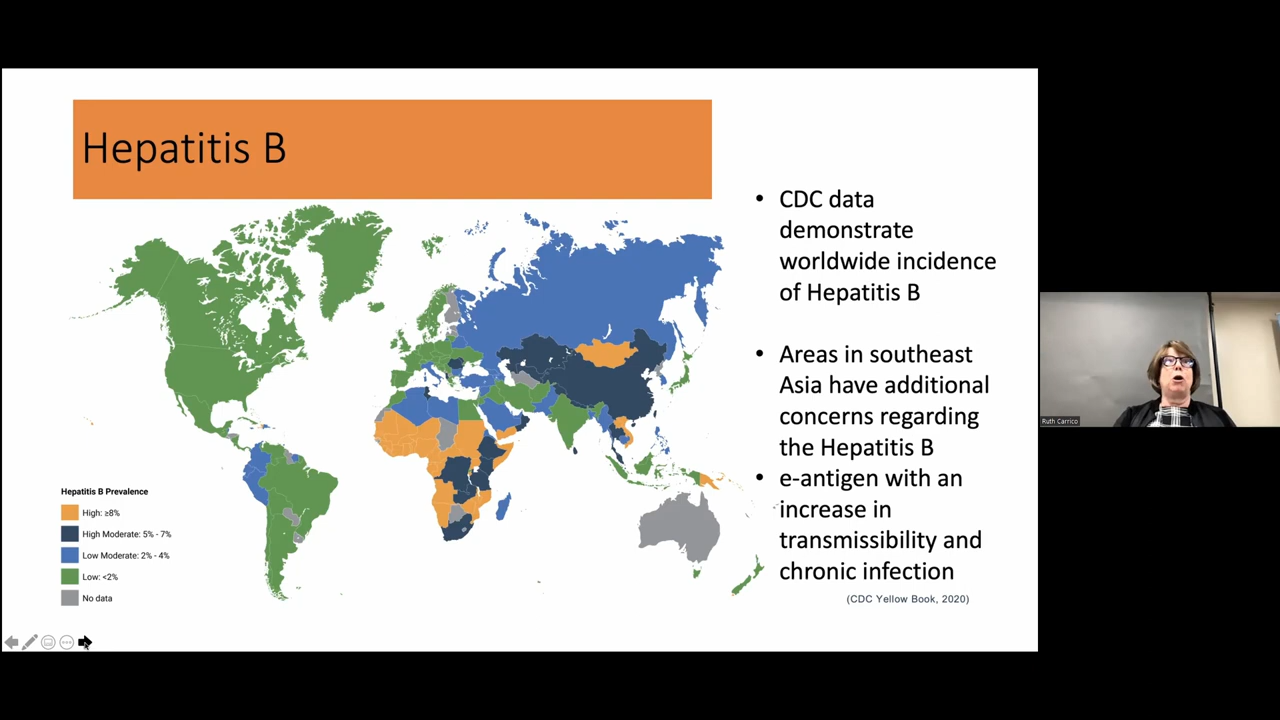 Hepatitis B
• CDC data
demonstrate
worldwide incidence
of Hepatitis B
• Areas in southeast
Asia have additional
concerns regarding
the Hepatitis B
• e-antigen with an
increase in
transmissibility and
chronic infection
(CDC Yellow Book, 2020)
Hepatitis B Prevalence
High: ≥8%
High Moderate: 5% - 7%
Low Moderate: 2% - 4%
Low: <2%
No data
Ruth Carrico